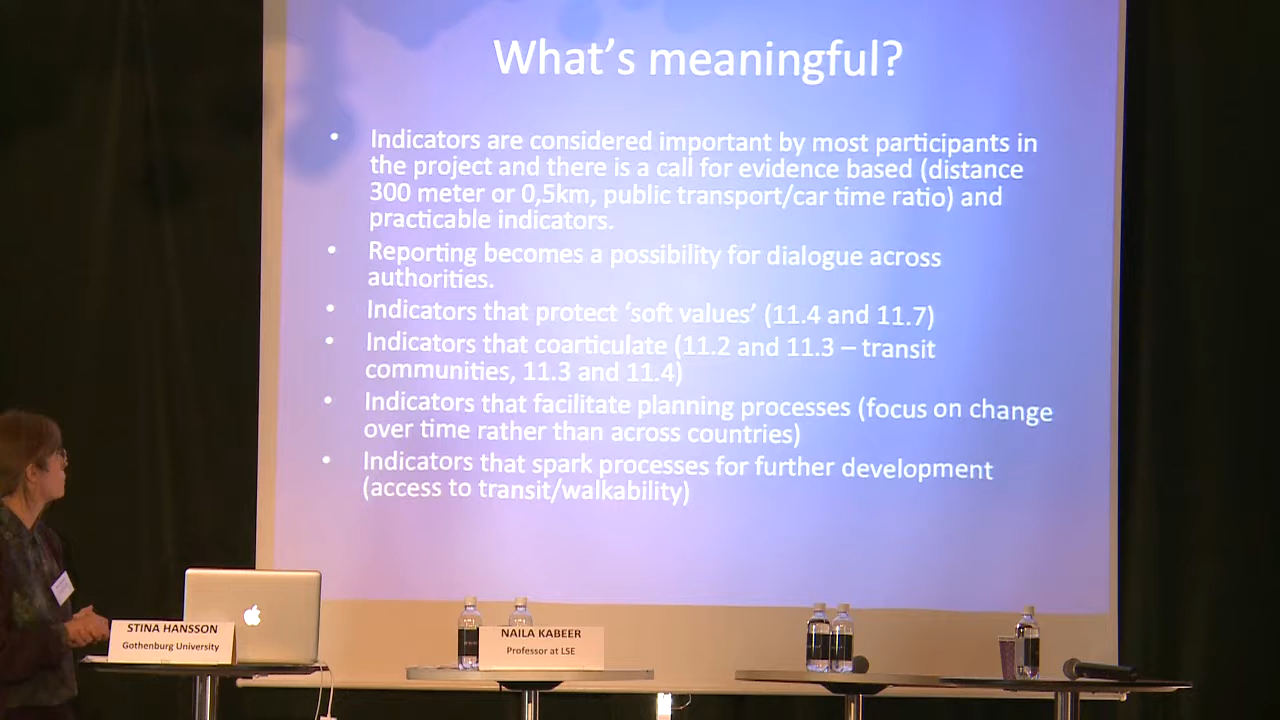 What's meaningful?
• Indicators are considered important by most participants in
the project and there is a call for evidence based (distance
300 meter or 0,5km, public transport/car time ratio) and
practicable indicators.
• Reporting becomes a possibility for dialogue across
authorities.
• Indicators that protect 'soft values' (11.4 and 11.7)
• Indicators that coarticulate (11.2 and 11.3 – transit
communities, 11.3 and 11.4)
• Indicators that facilitate planning processes (focus on change
over time rather than across countries)
• Indicators that spark processes for further development
(access to transit/walkability)
STINA HANSSON
Gothenburg University
NAILA KABEER
Professor at LSE